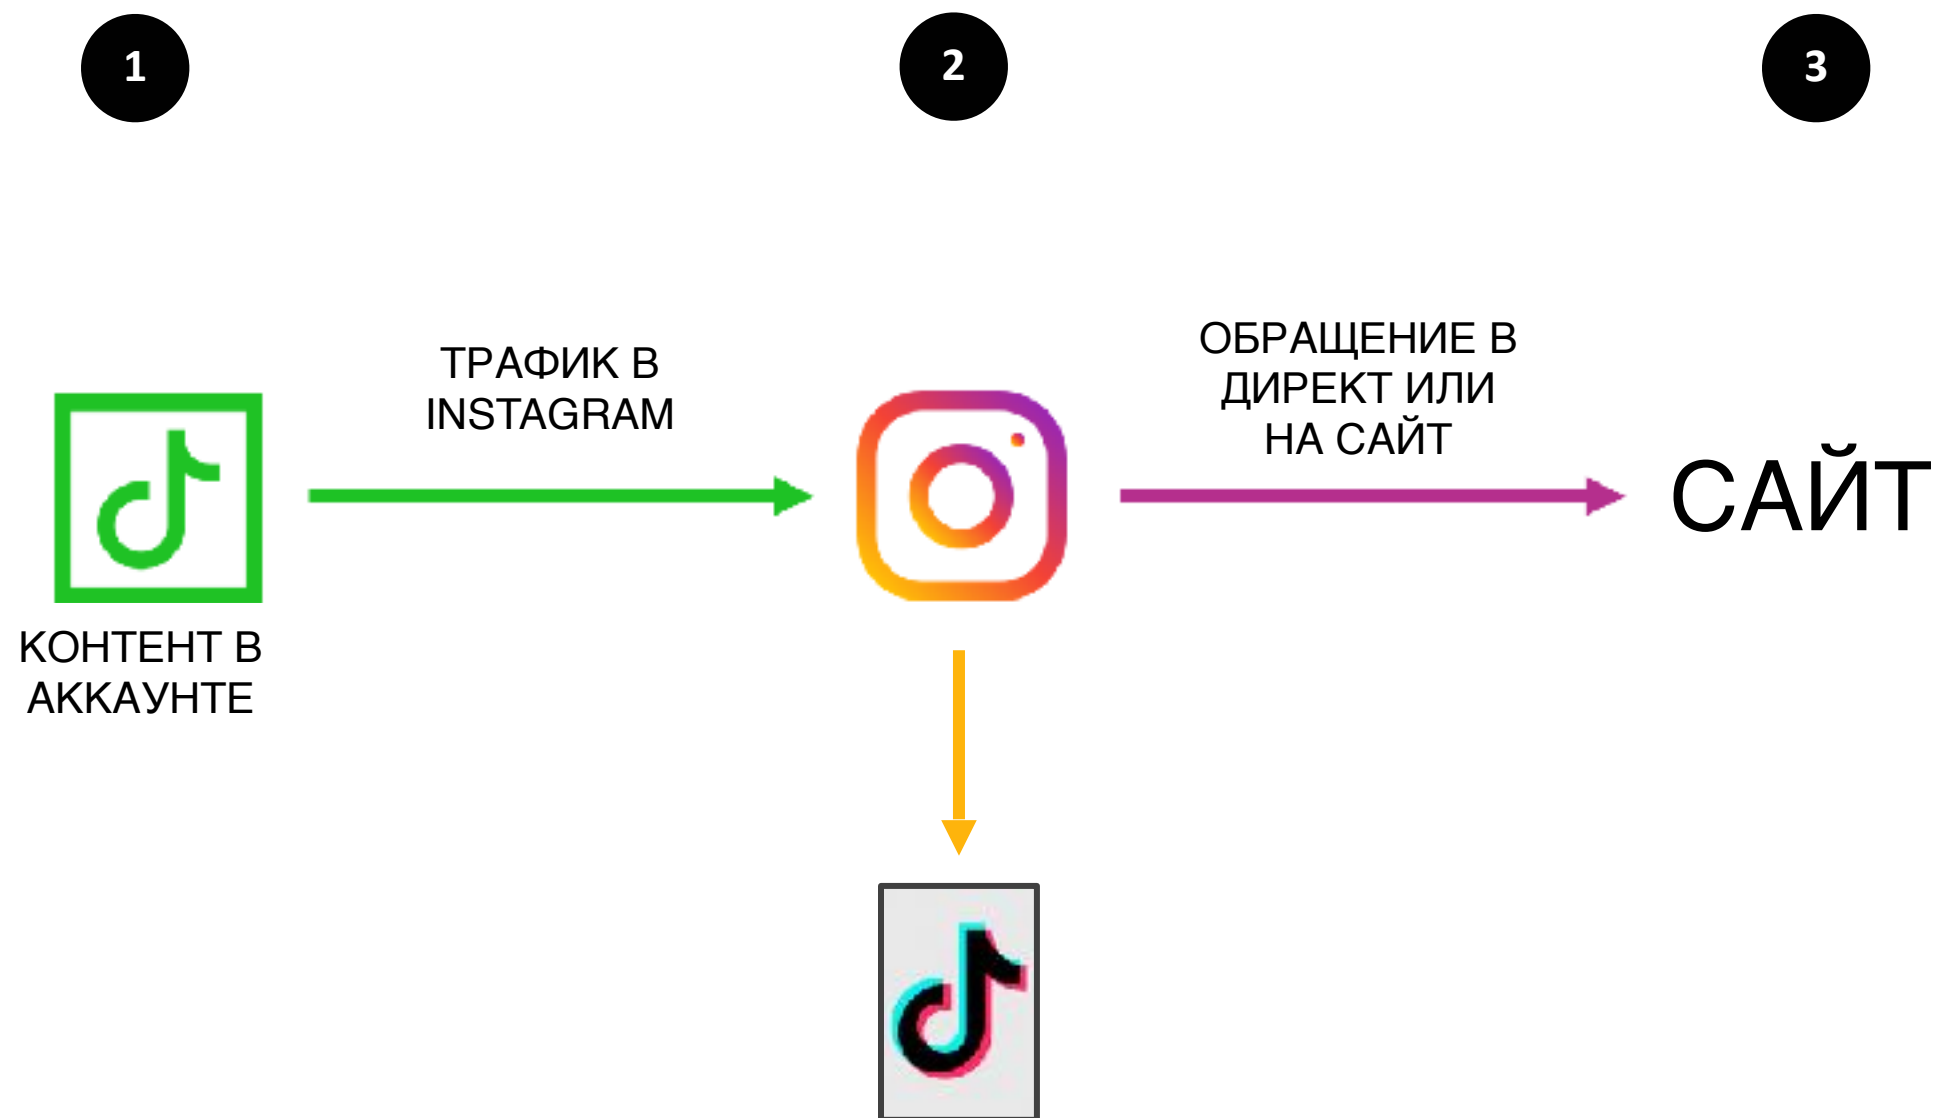 1
2
3
ТРАФИК В
INSTAGRAM
ОБРАЩЕНИЕ В
ДИРЕКТ ИЛИ
НА САЙТ
САЙТ
КОНТЕНТ В
АККАУНТЕ